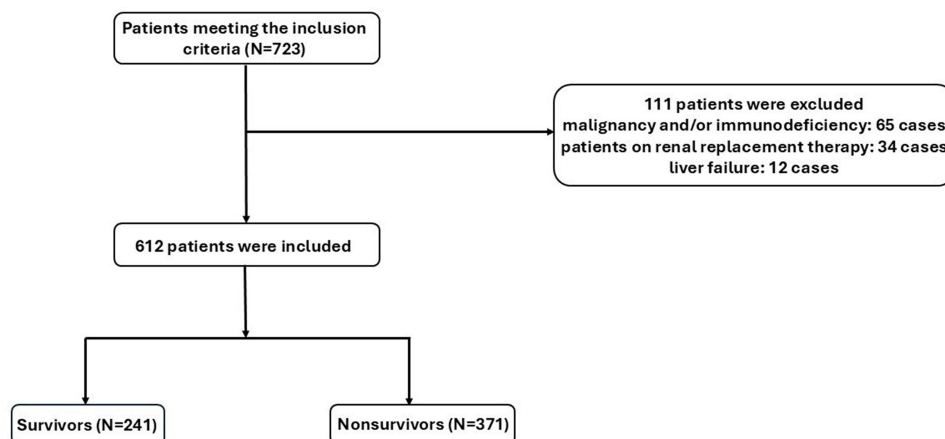 Patients meeting the inclusion
criteria (N=723)
111 patients were excluded
malignancy and/or immunodeficiency: 65 cases
patients on renal replacement therapy: 34 cases
liver failure: 12 cases
612 patients were included
Survivors (N=241)
Nonsurvivors (N=371)